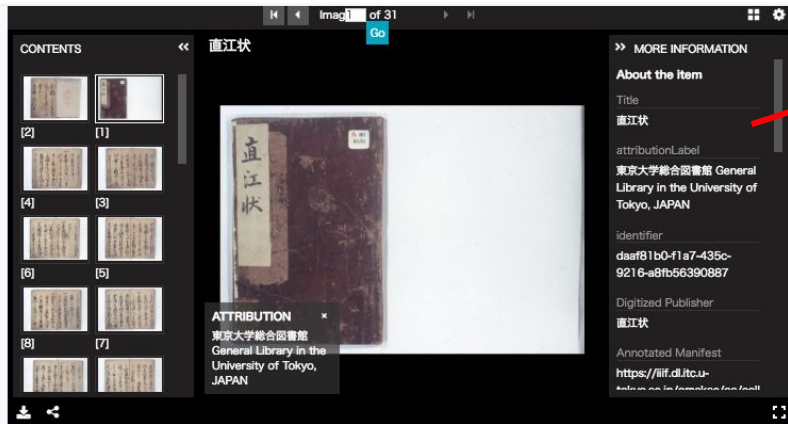 Imag 1 of 31
Go
CONTENTS
直江状
MORE INFORMATION
[2]
[1]
[4]
[3]
[6]
[5]
[8]
[7]
直江状
ATTRIBUTION
東京大学総合図書館
General Library in the
University of Tokyo,
JAPAN
About the item
Title
直江状
attributionLabel
東京大学総合図書館 General
Library in the University of
Tokyo, JAPAN
identifier
daaf81b0-f1a7-435c-
9216-a8fb56390887
Digitized Publisher
直江状
Annotated Manifest
https://iiif.dl.itc.u-